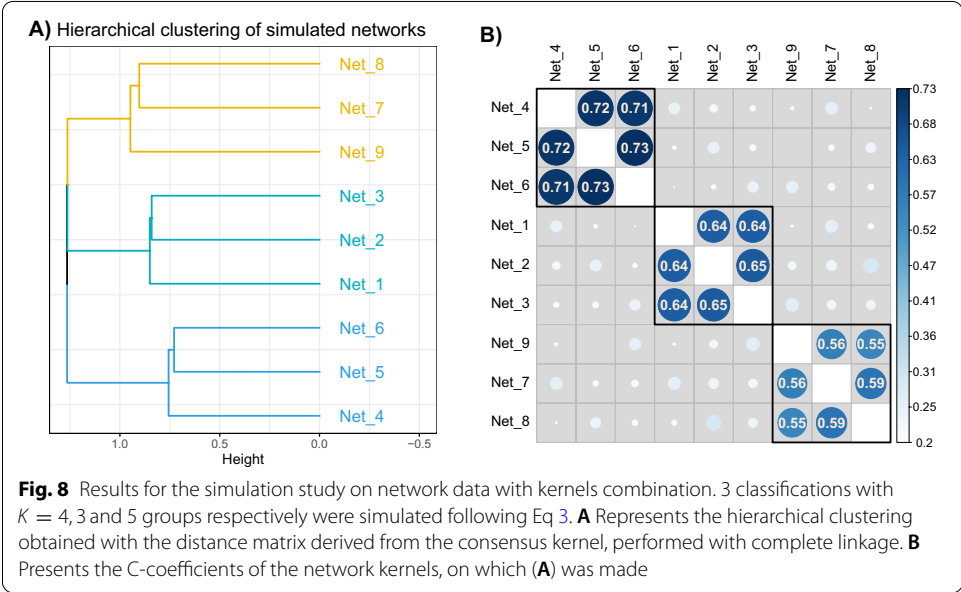 A) Hierarchical clustering of simulated networks
Net_8
Net_7
Net_9
Net_3
Net_2
Net_1
Net_6
Net_5
Net_4
1.0 0.5 0.0 −0.5
Height
B)
Net_4 Net_5 Net_6 Net_1 Net_2 Net_3 Net_9 Net_7 Net_8
Net_4 0.72 0.71
Net_5 0.72 0.73
Net_6 0.71 0.73
Net_1 0.64 0.64
Net_2 0.64 0.65
Net_3 0.64 0.65
Net_9 0.56 0.55
Net_7 0.56 0.59
Net_8 0.55 0.59
0.73
0.68
0.63
0.57
0.52
0.47
0.41
0.36
0.31
0.25
0.2
Fig. 8 Results for the simulation study on network data with kernels combination. 3 classifications with
K = 4, 3 and 5 groups respectively were simulated following Eq 3. A Represents the hierarchical clustering
obtained with the distance matrix derived from the consensus kernel, performed with complete linkage. B
Presents the C-coefficients of the network kernels, on which (A) was made